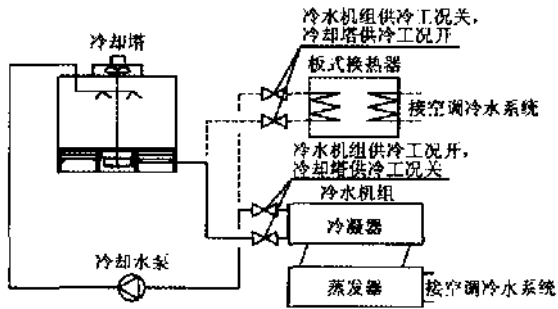 冷水机组供冷工况关,
冷却塔供冷工况开
冷却塔
板式换热器
接空调冷水系统
冷水机组供冷工况开,
冷却塔供冷工况关
冷水机组
冷凝器
冷却水泵
蒸发器
接空调冷水系统